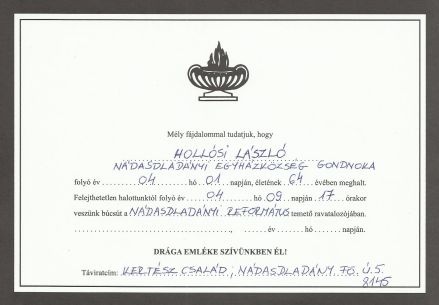 Mély fájdalommal tudatjuk, hogy
HOLLÓSI LÁSZLÓ
NÁDASDLADÁNYI EGYHÁZKÖZSÉG GONDNOKA
folyó év 04 hó 01 napján, életének 64 évében meghalt.
Felejthetetlen halottunktól folyó év 04 hó 09 napján 17 órakor
veszünk búcsút a NÁDASDLADÁNYI REFORMÁTUS temető ravatalozójában.
, év hó napján.
DRÁGA EMLÉKE SZÍVÜNKBEN ÉL!
Táviratcím: KERTÉSZ CSALÁD, NÁDASDLADÁNY FŐ. Ú. 5.
8145